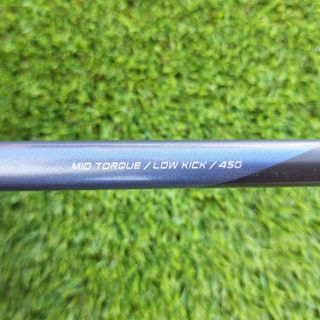 MID TORQUE / LOW KICK / 45G